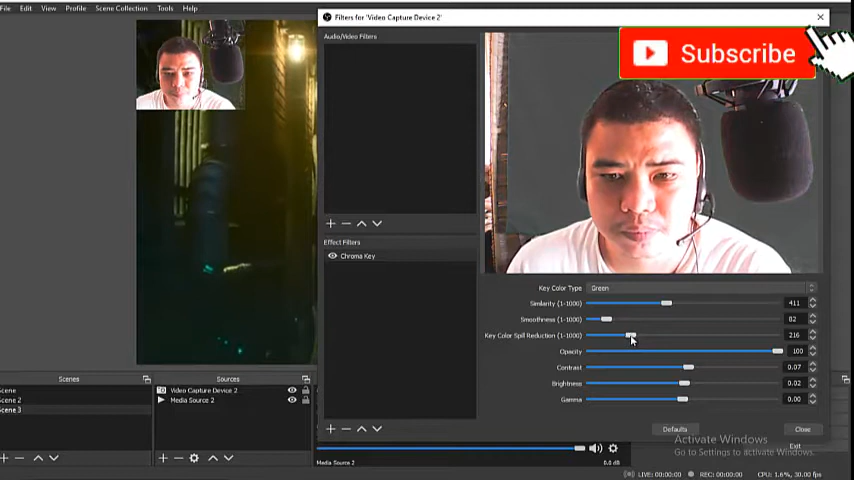 File Edit View Profile Scene Collection Tools Help
Filters for 'Video Capture Device 2'
Subscribe
Audio/Video Filters
Effect Filters
Chroma Key
Key Color Type Green
Similarity (1-1000) 411
Smoothness (1-1000) 82
Key Color Spill Reduction (1-1000) 216
Opacity 100
Contrast 0.07
Brightness 0.02
Gamma 0.00
Defaults Close
Scenes
Scene
Scene 2
Scene 3
Sources
Video Capture Device 2
Media Source 2
Media Source 2 0.0 dB
Exit
Activate Windows
Go to Settings to activate Windows.
LIVE: 00:00:00 REC: 00:00:00 CPU: 1.6%, 30.00 fps